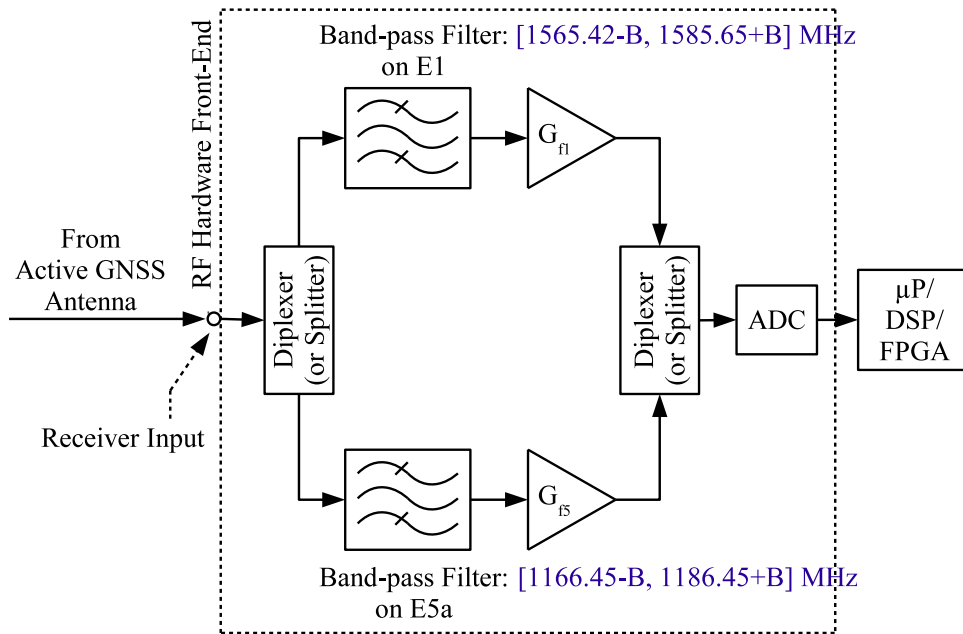 Band-pass Filter: [1565.42-B, 1585.65+B] MHz
on E1
RF Hardware Front-End
G f1
From
Active GNSS
Antenna
Diplexer
(or Splitter)
Diplexer
(or Splitter)
ADC
µP/
DSP/
FPGA
Receiver Input
G f5
Band-pass Filter: [1166.45-B, 1186.45+B] MHz
on E5a